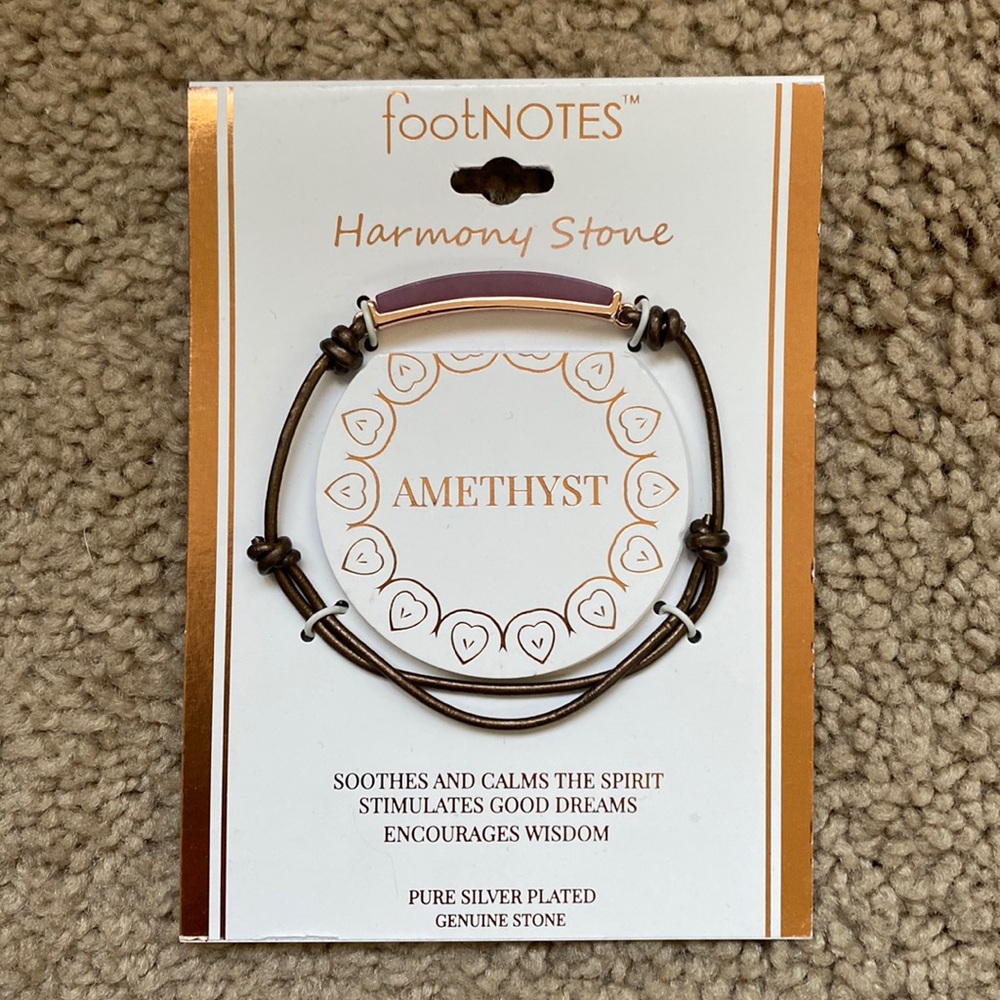 footNOTES™
Harmony Stone
AMETHYST
SOOTHES AND CALMS THE SPIRIT
STIMULATES GOOD DREAMS
ENCOURAGES WISDOM
PURE SILVER PLATED
GENUINE STONE